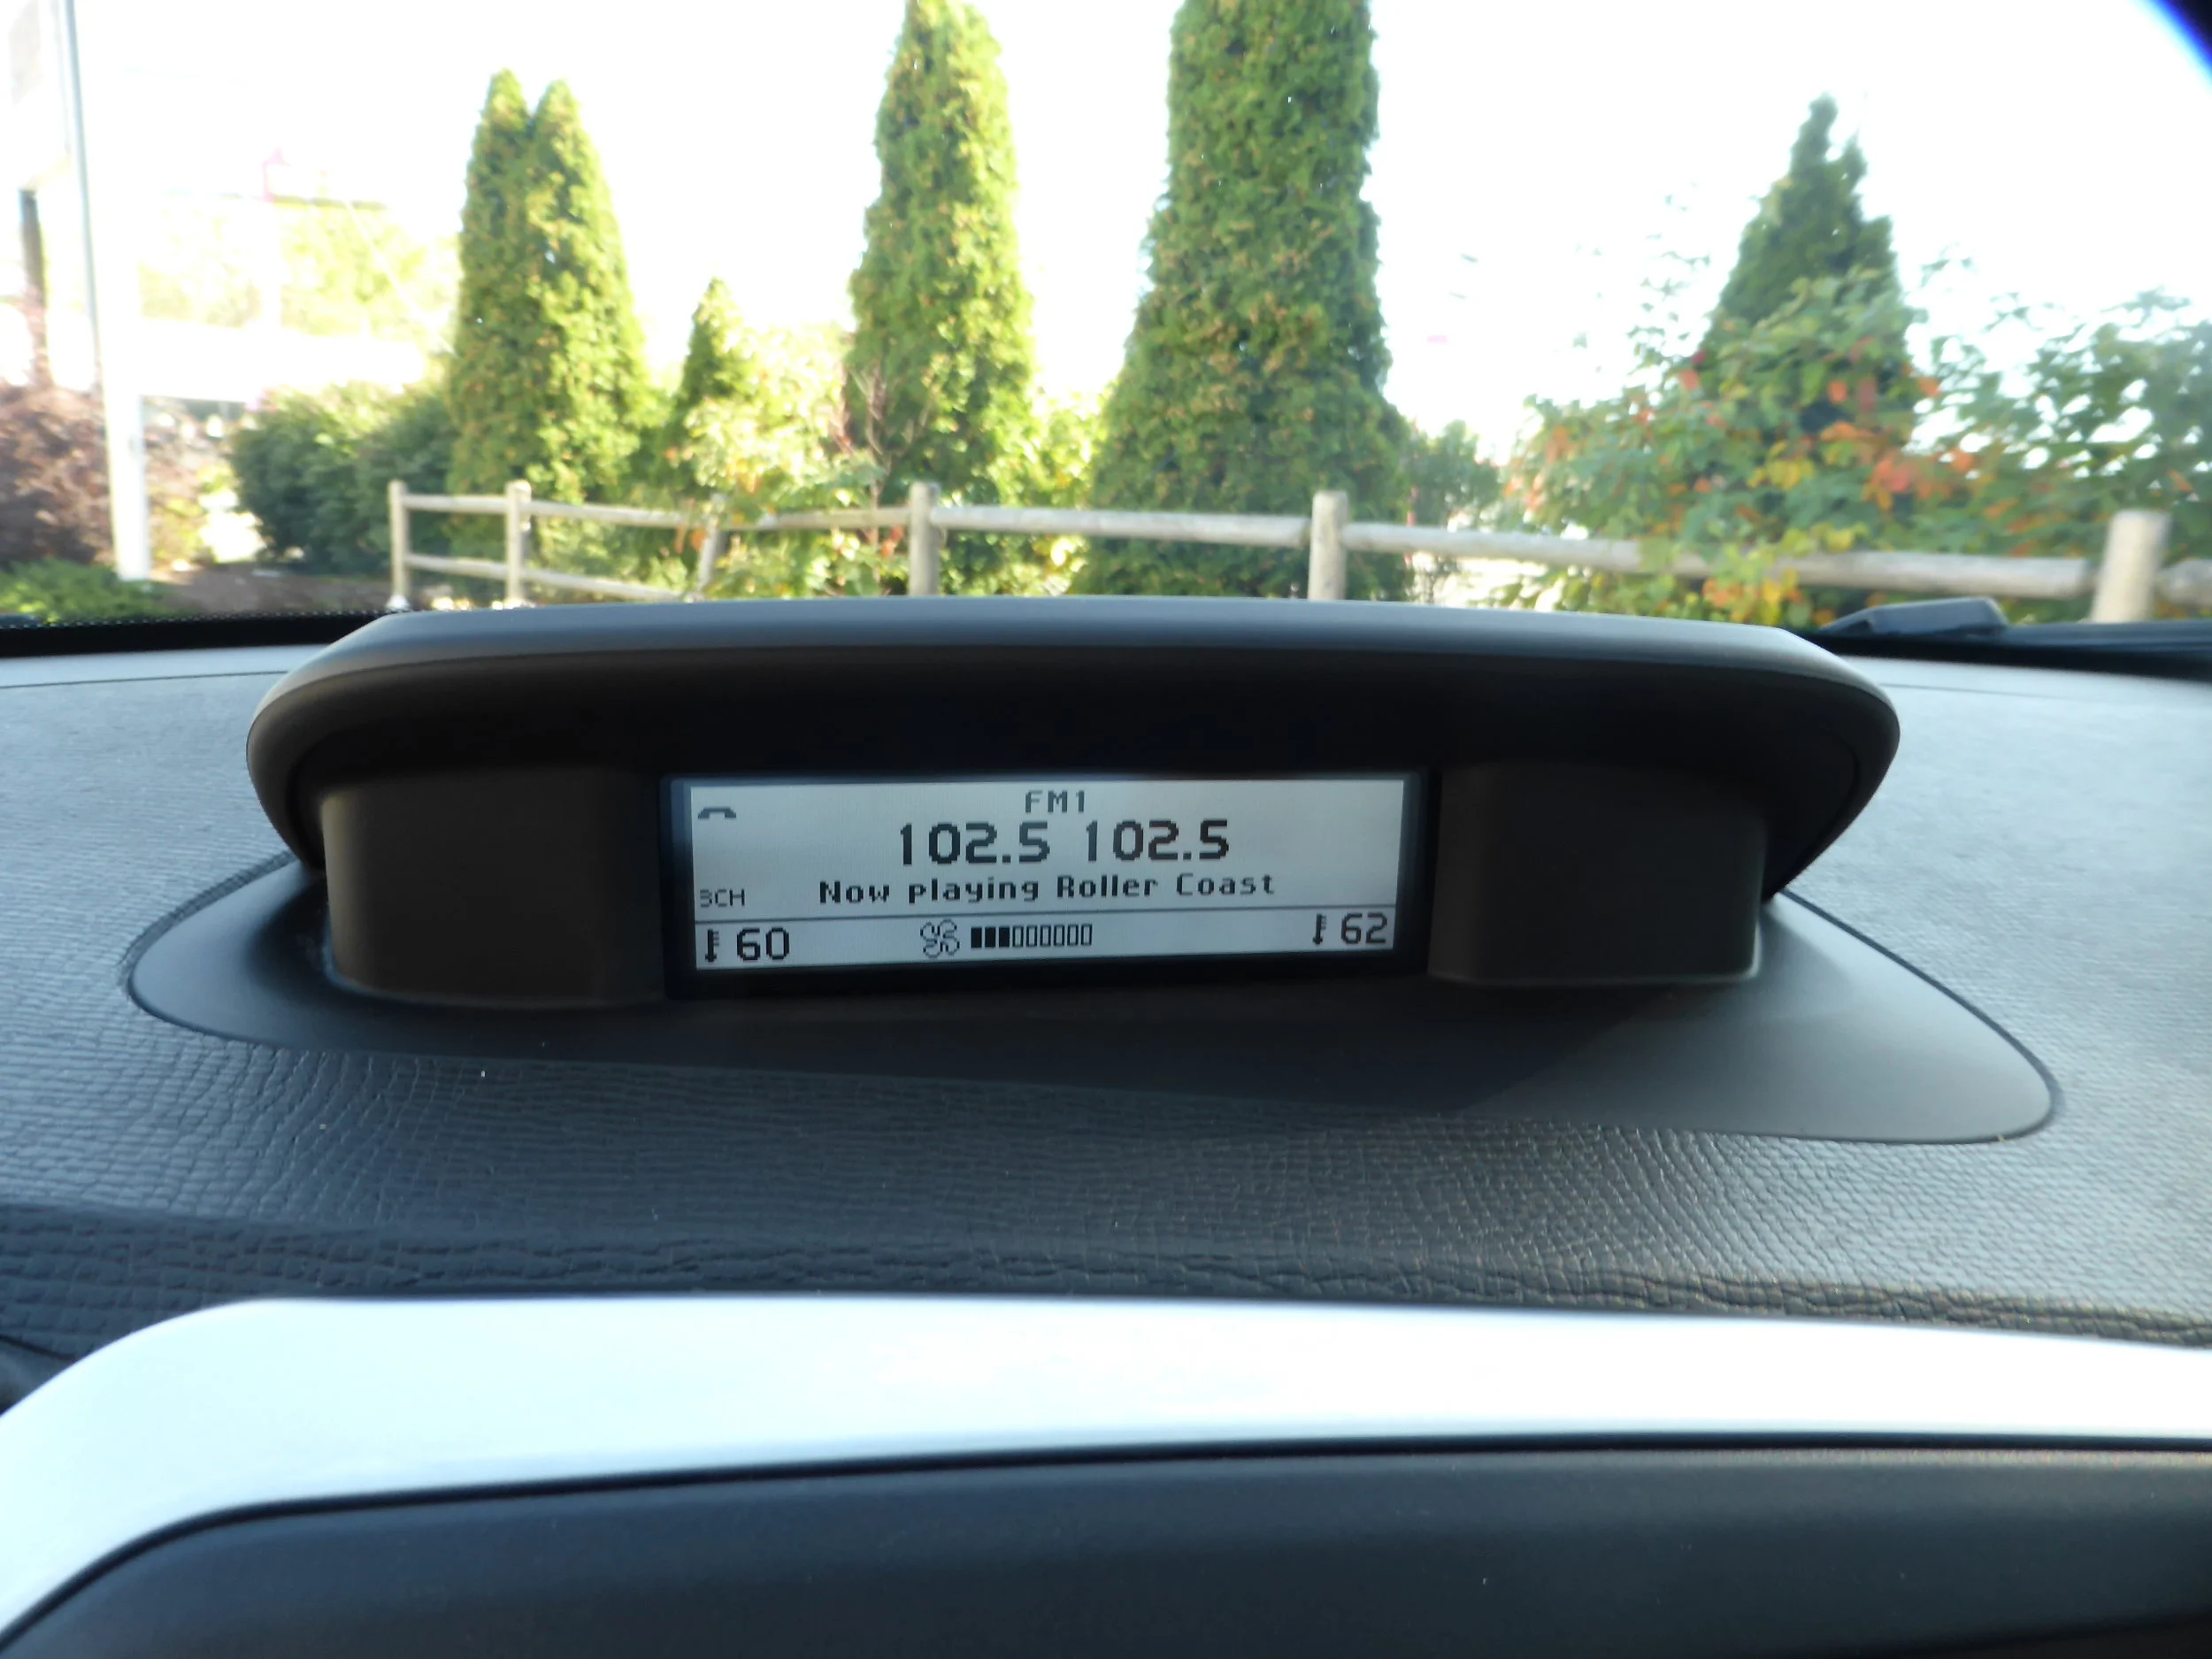 FM1
102.5 102.5
3CH Now playing Roller Coast
60 62